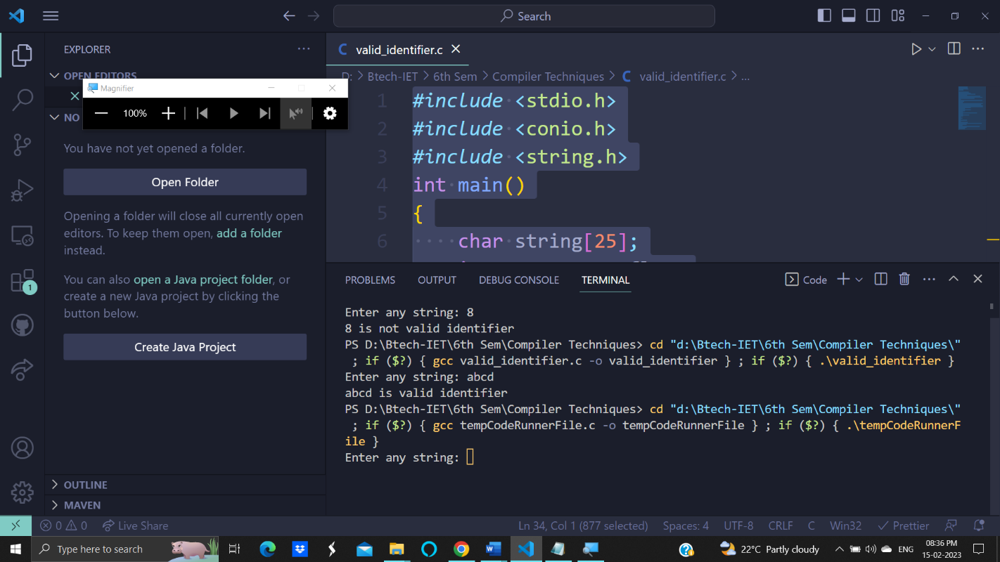 Search
EXPLORER
OPEN EDITORS
Magnifier
100%
NO
You have not yet opened a folder.
Open Folder
Opening a folder will close all currently open
editors. To keep them open, add a folder
instead.
You can also open a Java project folder, or
create a new Java project by clicking the
button below.
Create Java Project
OUTLINE
MAVEN
C valid_identifier.c
D: > Btech-IET > 6th Sem > Compiler Techniques > C valid_identifier.c > ...
1 #include <stdio.h>
2 #include <conio.h>
3 #include <string.h>
4 int main()
5 {
6 char string[25];
PROBLEMS OUTPUT DEBUG CONSOLE TERMINAL Code
Enter any string: 8
8 is not valid identifier
PS D:\Btech-IET\6th Sem\Compiler Techniques> cd "d:\Btech-IET\6th Sem\Compiler Techniques\"
; if ($?) { gcc valid_identifier.c -o valid_identifier } ; if ($?) { .\valid_identifier }
Enter any string: abcd
abcd is valid identifier
PS D:\Btech-IET\6th Sem\Compiler Techniques> cd "d:\Btech-IET\6th Sem\Compiler Techniques\"
; if ($?) { gcc tempCodeRunnerFile.c -o tempCodeRunnerFile } ; if ($?) { .\tempCodeRunnerF
ile }
Enter any string:
0 0 Live Share Ln 34, Col 1 (877 selected) Spaces: 4 UTF-8 CRLF C Win32 Prettier
Type here to search 22°C Partly cloudy ENG 08:36 PM
15-02-2023
1